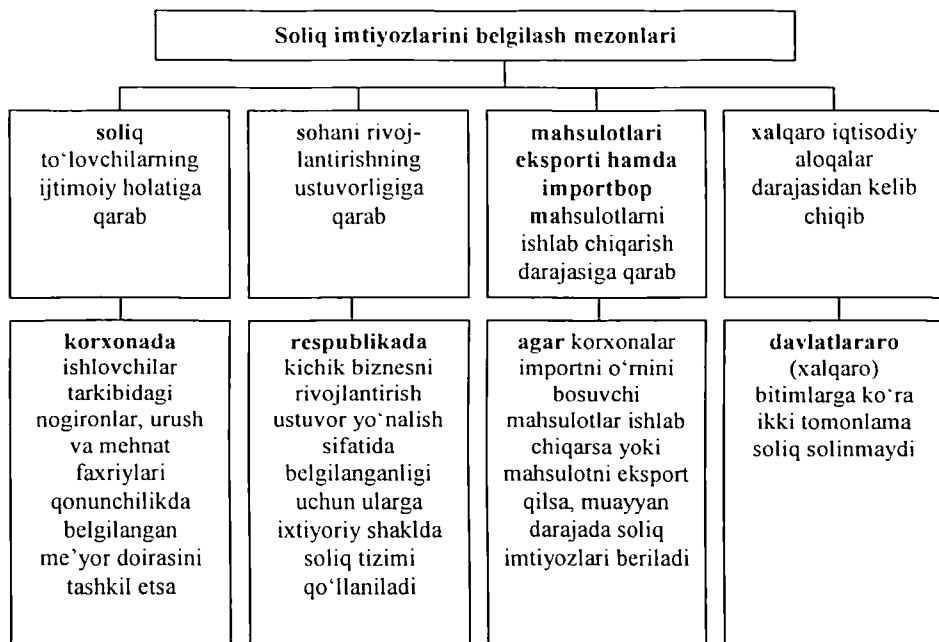 Soliq imtiyozlarini belgilash mezonlari
soliq
to‘lovchilarning
ijtimoiy holatiga
qarab
sohani rivoj-
lantirishning
ustuvorligiga
qarab
mahsulotlari
eksporti hamda
importbop
mahsulotlarni
ishlab chiqarish
darajasiga qarab
xalqaro iqtisodiy
aloqalar
darajasidan kelib
chiqib
korxonada
ishlovchilar
tarkibidagi
nogironlar, urush
va mehnat
faxriylari
qonunchilikda
belgilangan
me’yor doirasini
tashkil etsa
respublikada
kichik biznesni
rivojlantirish
ustuvor yo‘nalish
sifatida
belgilanganligi
uchun ularga
ixtiyoriy shaklda
soliq tizimi
qo‘llaniladi
agar korxonalar
importni o‘rnini
bosuvchi
mahsulotlar ishlab
chiqarsa yoki
mahsulotni eksport
qilsa, muayyan
darajada soliq
imtiyozlari beriladi
davlatlararo
(xalqaro)
bitimlarga ko‘ra
ikki tomonlama
soliq solinmaydi